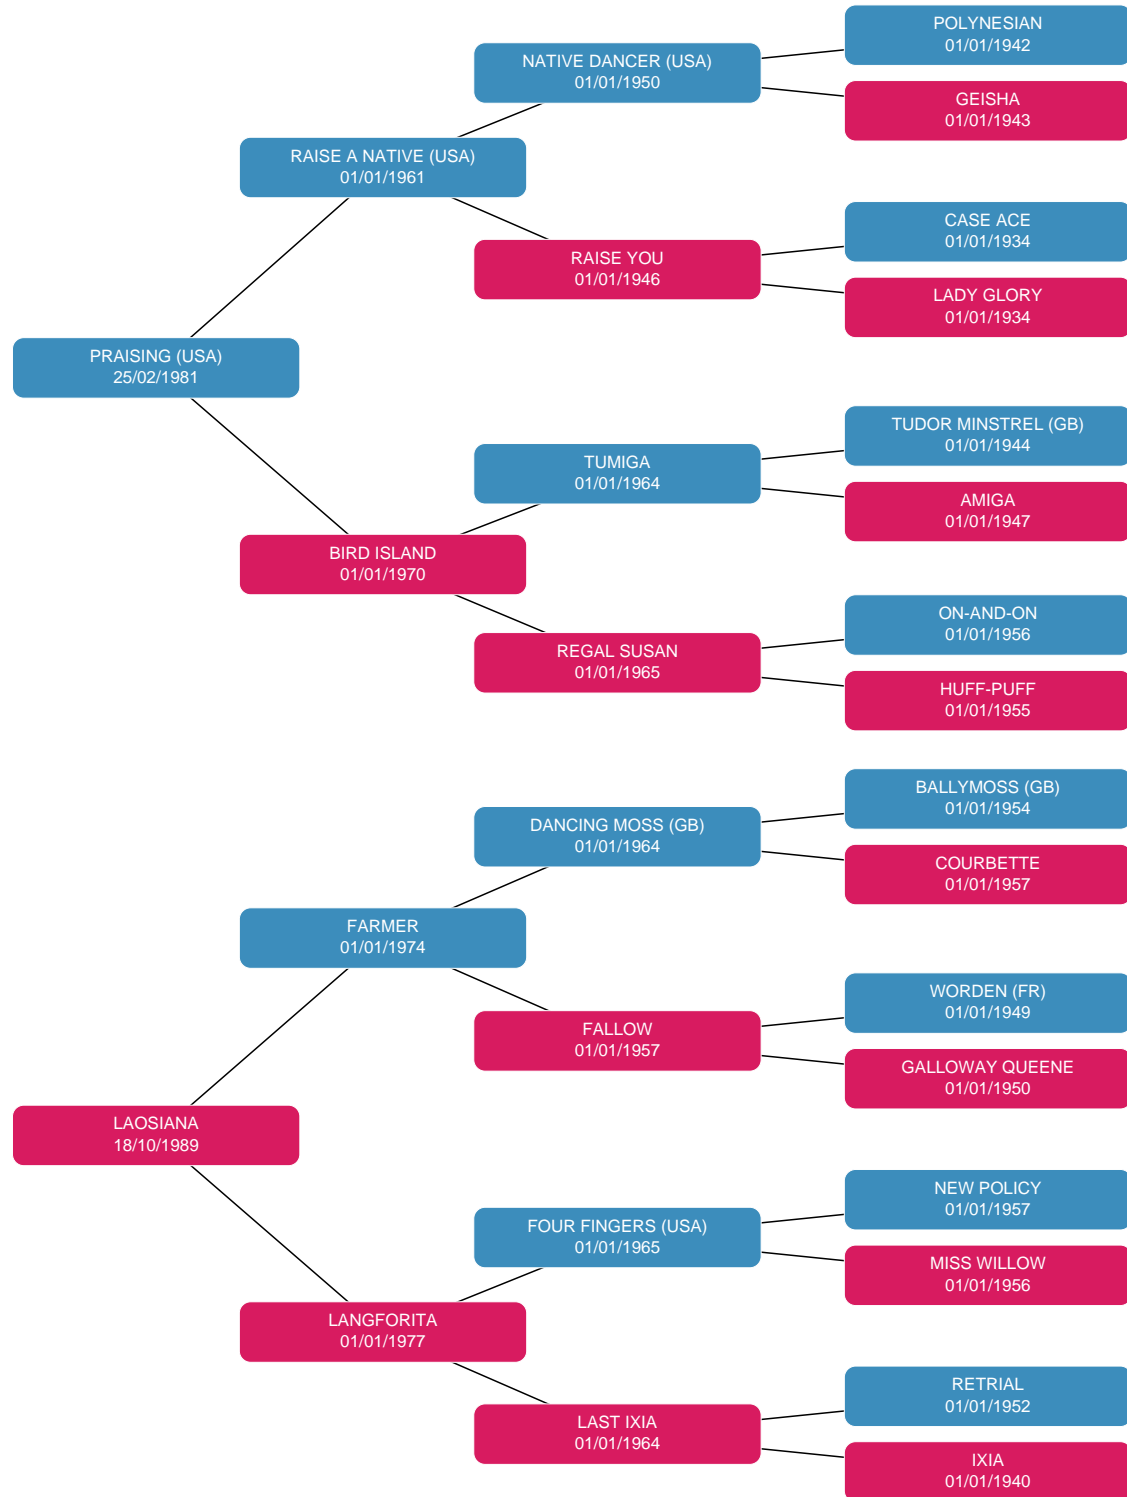 POLYNESIAN
01/01/1942
NATIVE DANCER (USA)
01/01/1950
GEISHA
01/01/1943
RAISE A NATIVE (USA)
01/01/1961
CASE ACE
01/01/1934
RAISE YOU
01/01/1946
LADY GLORY
01/01/1934
PRAISING (USA)
25/02/1981
TUDOR MINSTREL (GB)
01/01/1944
TUMIGA
01/01/1964
AMIGA
01/01/1947
BIRD ISLAND
01/01/1970
ON-AND-ON
01/01/1956
REGAL SUSAN
01/01/1965
HUFF-PUFF
01/01/1955
BALLYMOSS (GB)
01/01/1954
DANCING MOSS (GB)
01/01/1964
COURBETTE
01/01/1957
FARMER
01/01/1974
WORDEN (FR)
01/01/1949
FALLOW
01/01/1957
GALLOWAY QUEENE
01/01/1950
LAOSIANA
18/10/1989
NEW POLICY
01/01/1957
FOUR FINGERS (USA)
01/01/1965
MISS WILLOW
01/01/1956
LANGFORITA
01/01/1977
RETRIAL
01/01/1952
LAST IXIA
01/01/1964
IXIA
01/01/1940